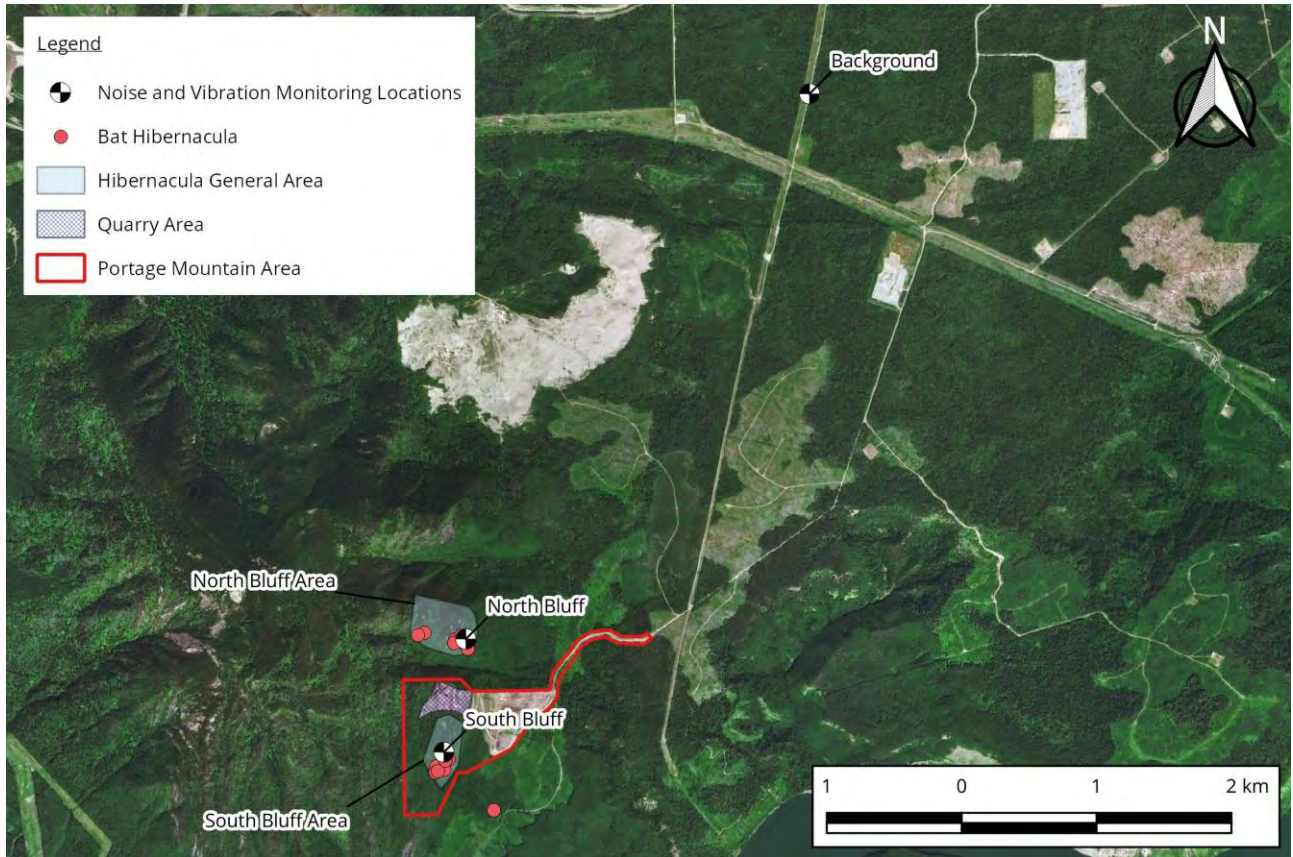 Legend
Noise and Vibration Monitoring Locations
Bat Hibernacula
Hibernacula General Area
Quarry Area
Portage Mountain Area
Background
N
North Bluff Area
North Bluff
South Bluff
South Bluff Area
1 0 1 2 km